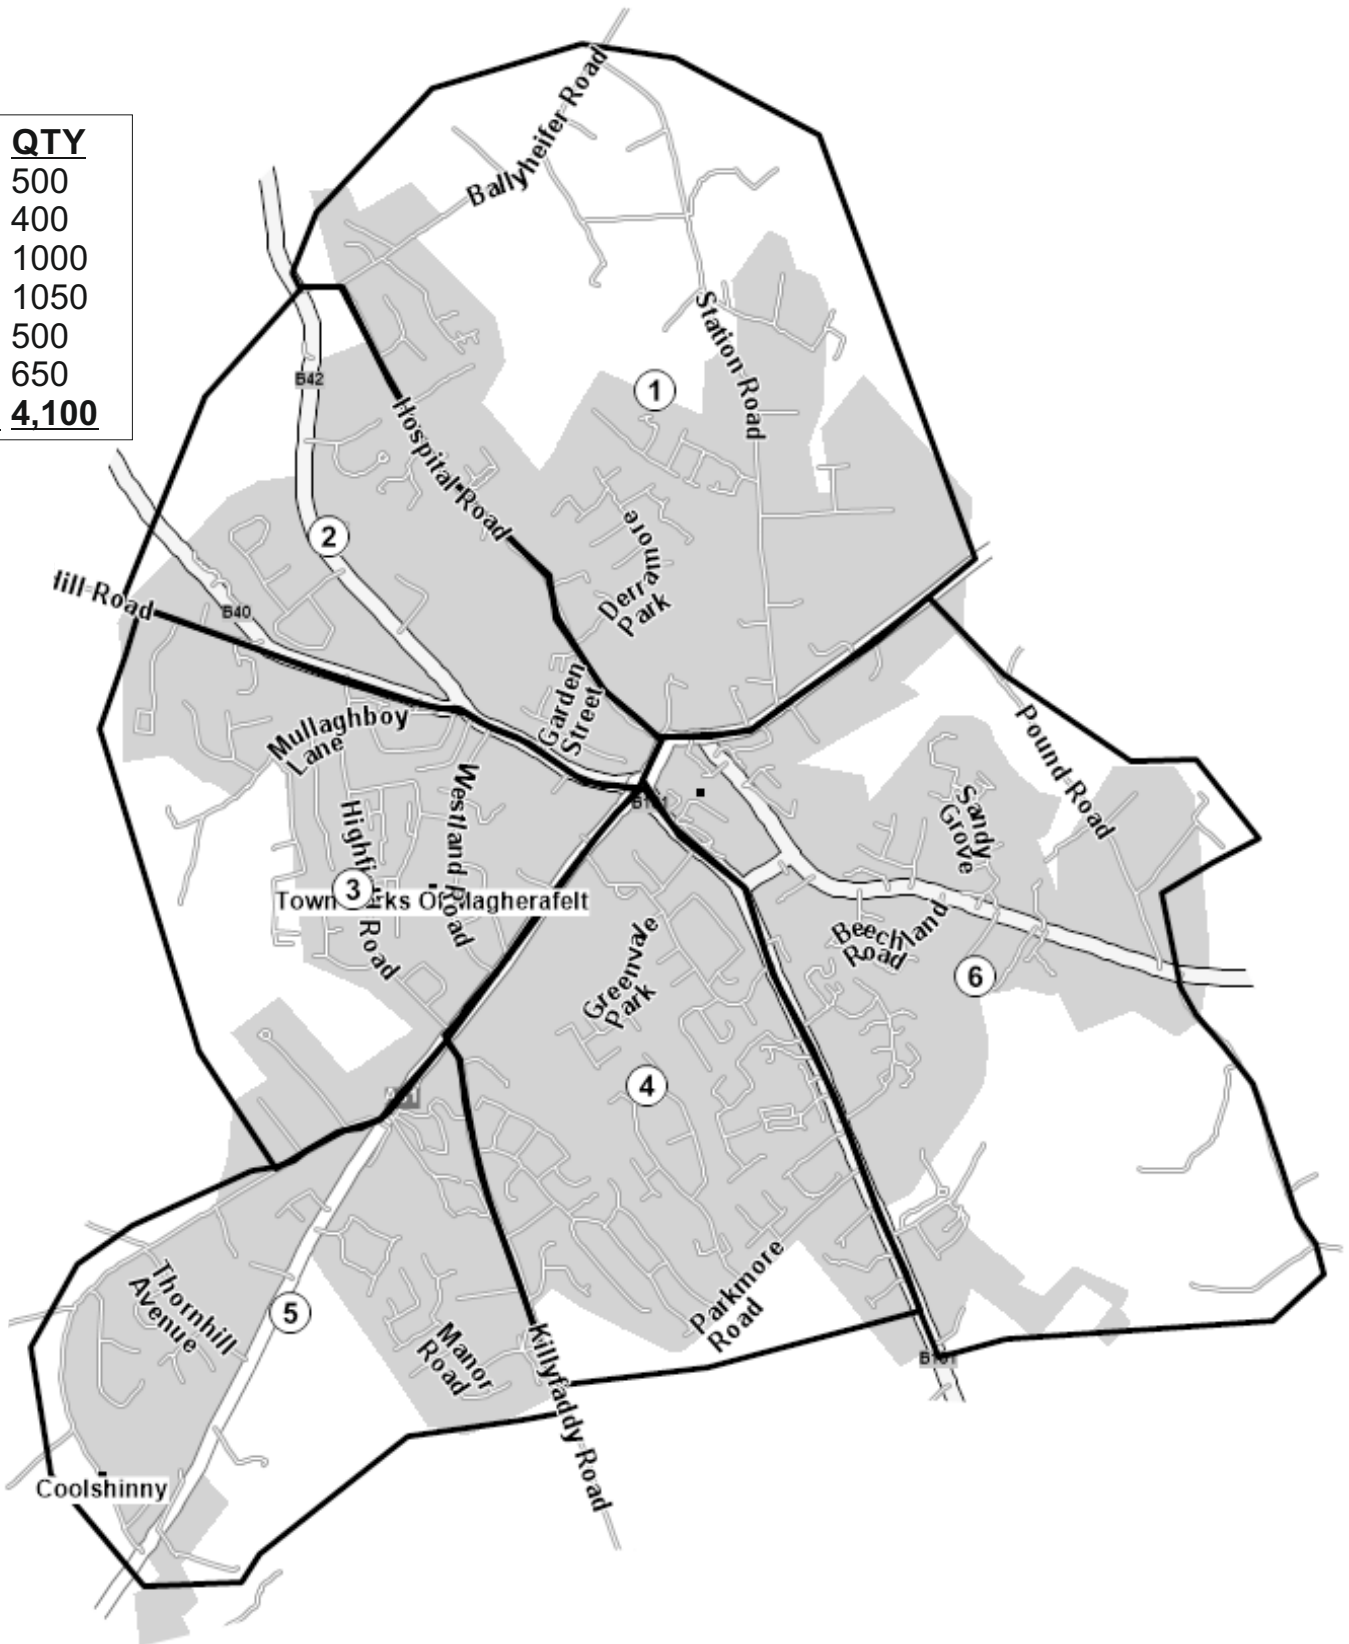 QTY
500
400
1000
1050
500
650
4,100
Ballyheifer Road
Station Road
1
B42
Hospital Road
2
Derramore
Park
Hill Road
B40
Garden
Street
Mullaghboy
Lane
Pound Road
Westland Road
Sandy
Grove
3
Road
Beechland
Road
6
Greenvale
Park
4
Thornhill
Avenue
5
Parkmore
Road
Manor
Road
Killyfaddy Road
Coolshinny